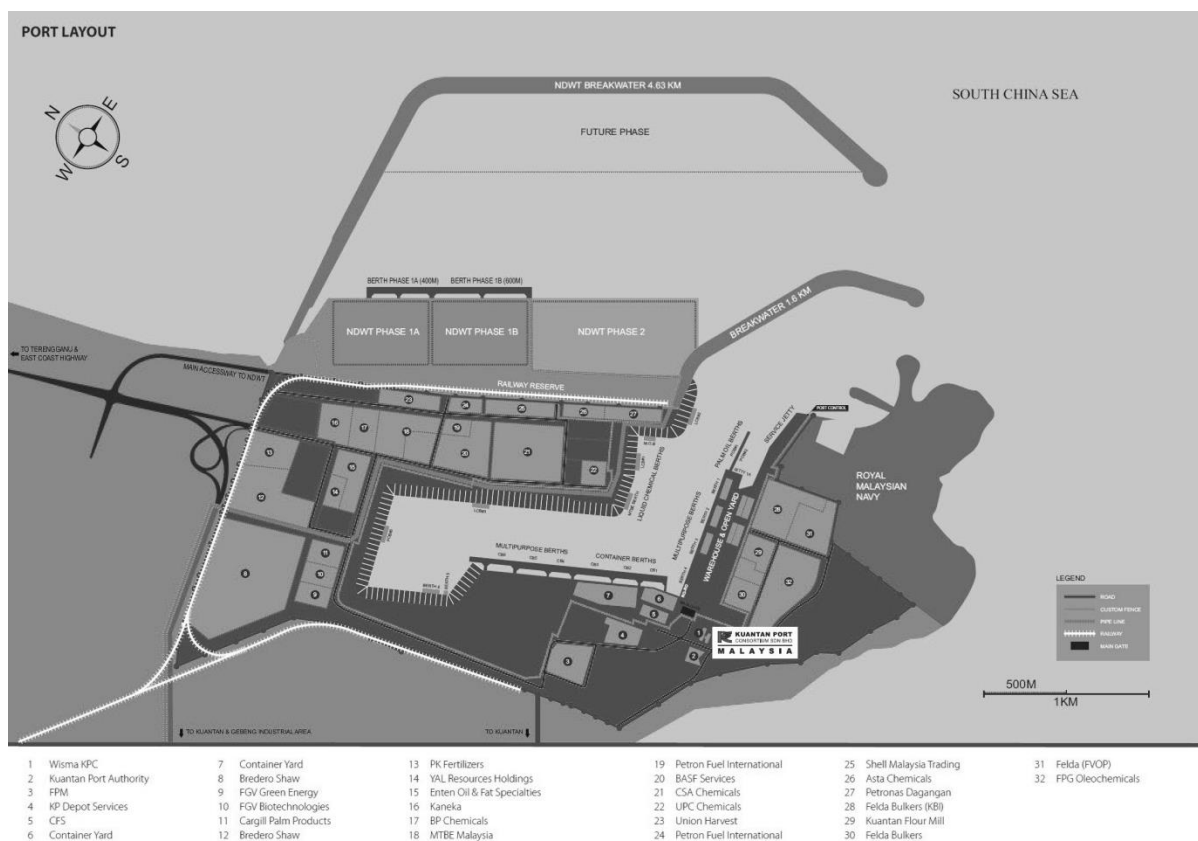 PORT LAYOUT
N
E
W
S
NDWT BREAKWATER 4.63 KM
SOUTH CHINA SEA
FUTURE PHASE
BERTH PHASE 1A (400M)
BERTH PHASE 1B (600M)
BREAKWATER 1.6 KM
NDWT PHASE 1A
NDWT PHASE 1B
NDWT PHASE 2
TO TERENGGANU &
EAST COAST HIGHWAY
MAIN ACCESSWAY TO NDWT
RAILWAY RESERVE
PORT CONTROL
SERVICE JETTY
PALM OIL BERTHS
LIQUID CHEMICAL BERTHS
MULTIPURPOSE BERTHS
WAREHOUSE & OPEN YARD
ROYAL
MALAYSIAN
NAVY
MULTIPURPOSE BERTHS
CONTAINER BERTHS
LEGEND
ROAD
CUSTOM FENCE
PIPE LINE
RAILWAY
MAIN GATE
KUANTAN PORT
CONSORTIUM SDN BHD
MALAYSIA
500M
1KM
TO KUANTAN & GEBENG INDUSTRIAL AREA
TO KUANTAN
1 Wisma KPC
2 Kuantan Port Authority
3 FPM
4 KP Depot Services
5 CFS
6 Container Yard
7 Container Yard
8 Bredero Shaw
9 FGV Green Energy
10 FGV Biotechnologies
11 Cargill Palm Products
12 Bredero Shaw
13 PK Fertilizers
14 YAL Resources Holdings
15 Enten Oil & Fat Specialties
16 Kaneka
17 BP Chemicals
18 MTBE Malaysia
19 Petron Fuel International
20 BASF Services
21 CSA Chemicals
22 UPC Chemicals
23 Union Harvest
24 Petron Fuel International
25 Shell Malaysia Trading
26 Asta Chemicals
27 Petronas Dagangan
28 Felda Bulkers (KBI)
29 Kuantan Flour Mill
30 Felda Bulkers
31 Felda (FVOP)
32 FPG Oleochemicals